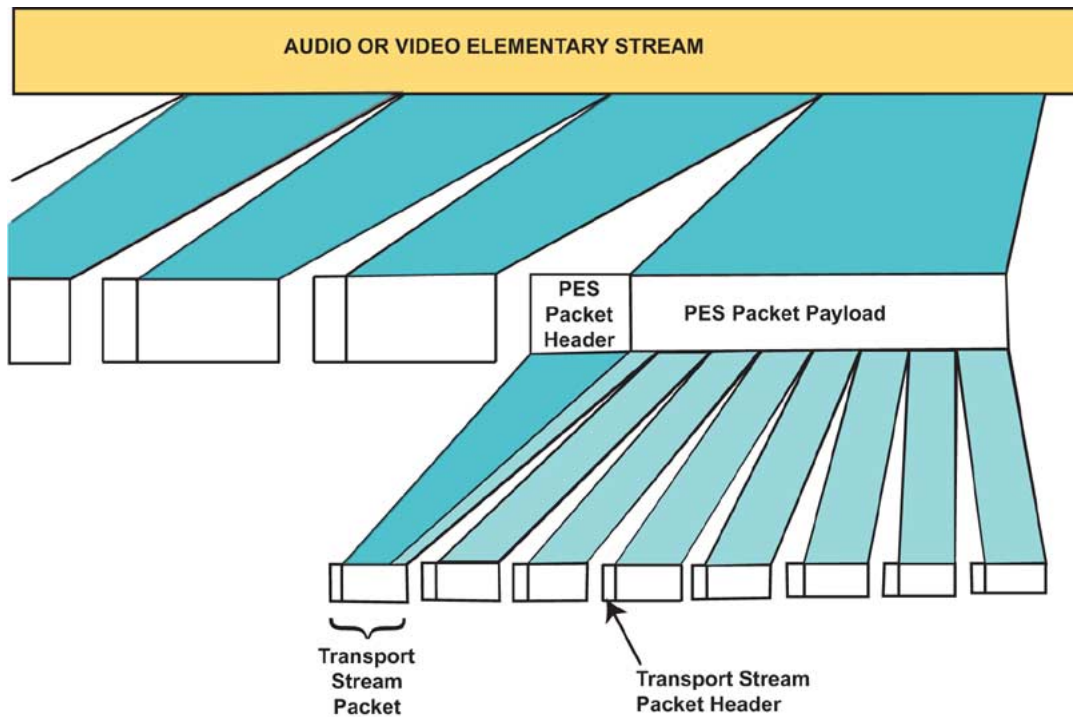 AUDIO OR VIDEO ELEMENTARY STREAM
PES
Packet
Header
PES Packet Payload
Transport
Stream
Packet
Transport Stream
Packet Header